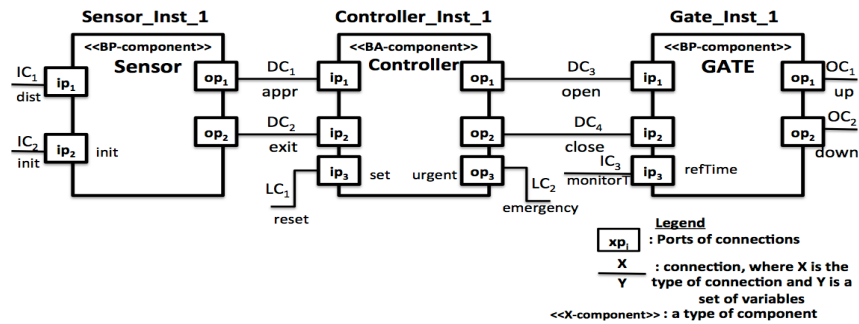 Sensor_Inst_1
Controller_Inst_1
Gate_Inst_1
<<BP-component>>
Sensor
<<BA-component>>
Controller
<<BP-component>>
GATE
IC1
dist
ip1
op1
DC1
appr
ip1
op1
DC3
open
ip1
op1
OC1
up
IC2
init
ip2
init
op2
DC2
exit
ip2
op2
DC4
close
ip2
op2
OC2
down
LC1
reset
ip3
set
urgent
op3
LC2
emergency
IC3
monitorT
ip3
refTime
Legend
xpi
: Ports of connections
X
Y
: connection, where X is the
type of connection and Y is a
set of variables
<<X-component>> : a type of component